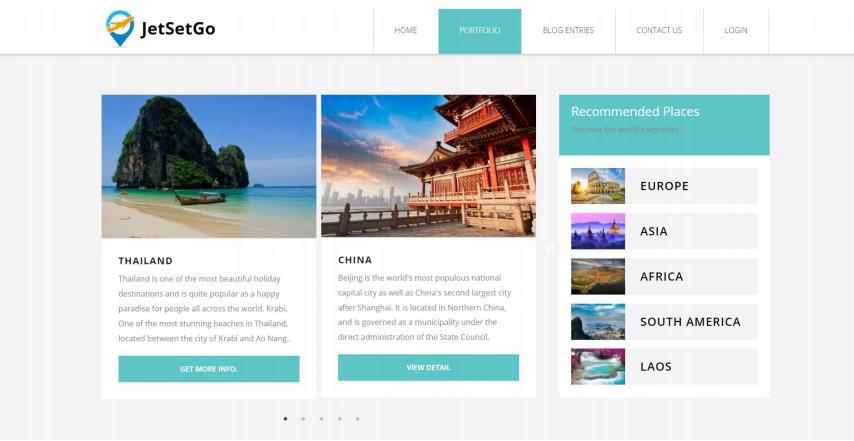 JetSetGo
HOME
PORTFOLIO
BLOG ENTRIES
CONTACT US
LOGIN
THAILAND
Thailand is one of the most beautiful holiday
destinations and is quite popular as a happy
paradise for people all across the world. Krabi,
One of the most stunning beaches in Thailand,
located between the city of Krabi and Ao Nang..
GET MORE INFO.
CHINA
Beijing is the world's most populous national
capital city as well as China's second largest city
after Shanghai. It is located in Northern China,
and is governed as a municipality under the
direct administration of the State Council.
VIEW DETAIL
Recommended Places
Discover the world's wonders !
EUROPE
ASIA
AFRICA
SOUTH AMERICA
LAOS